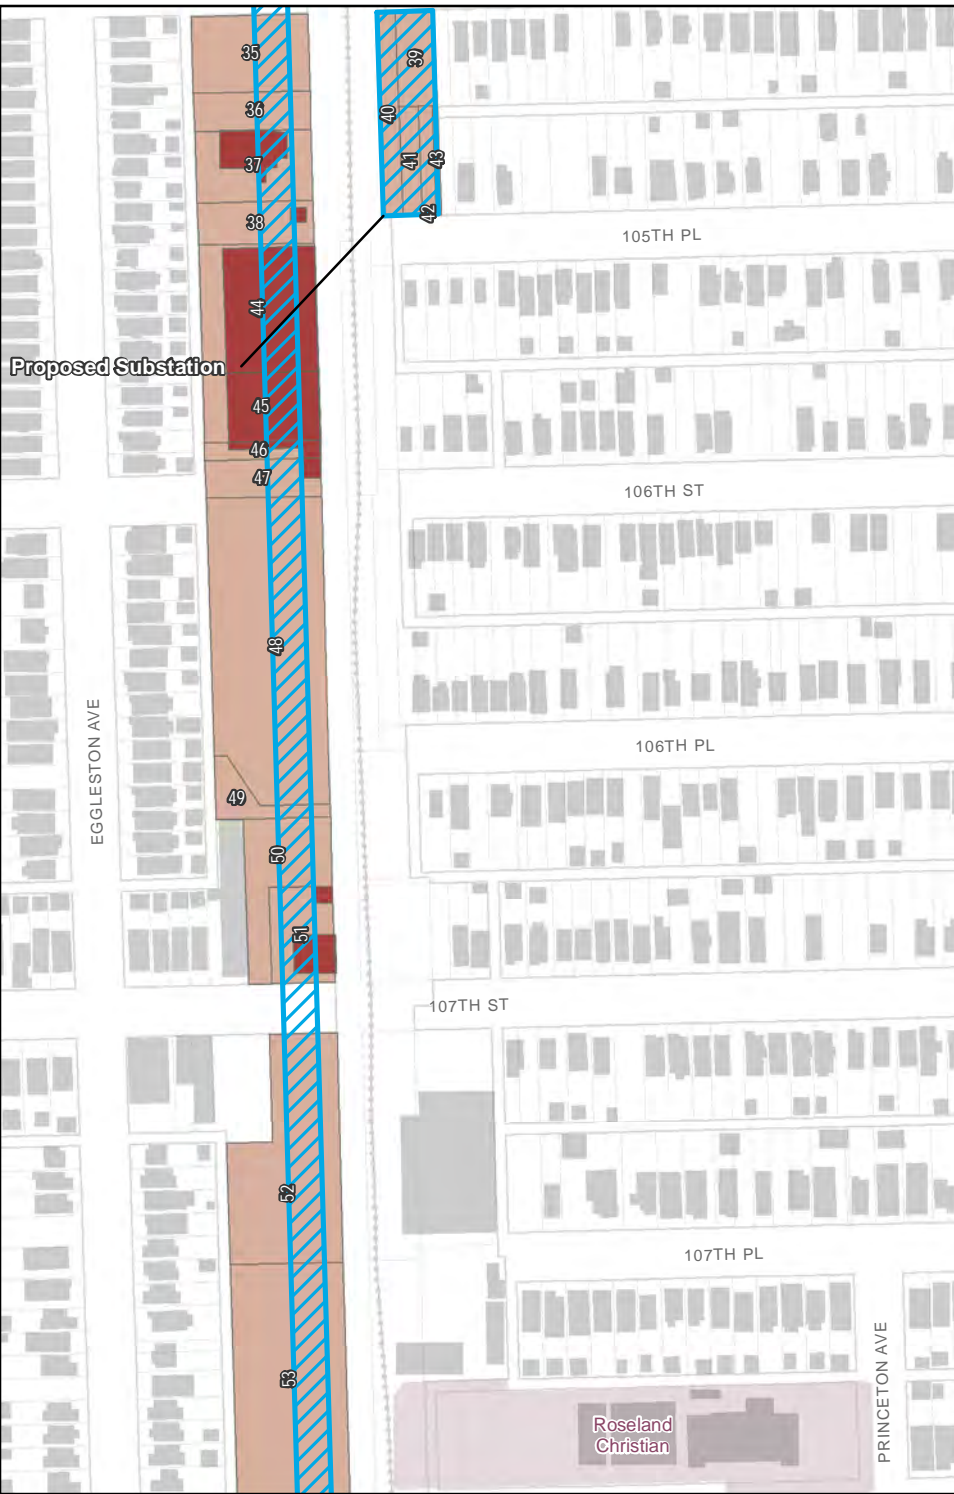 35
39
36
40
37
41
43
38
42
105TH PL
44
Proposed Substation
45
46
47
106TH ST
48
EGGLESTON AVE
106TH PL
49
50
51
107TH ST
52
107TH PL
53
PRINCETON AVE
Roseland
Christian